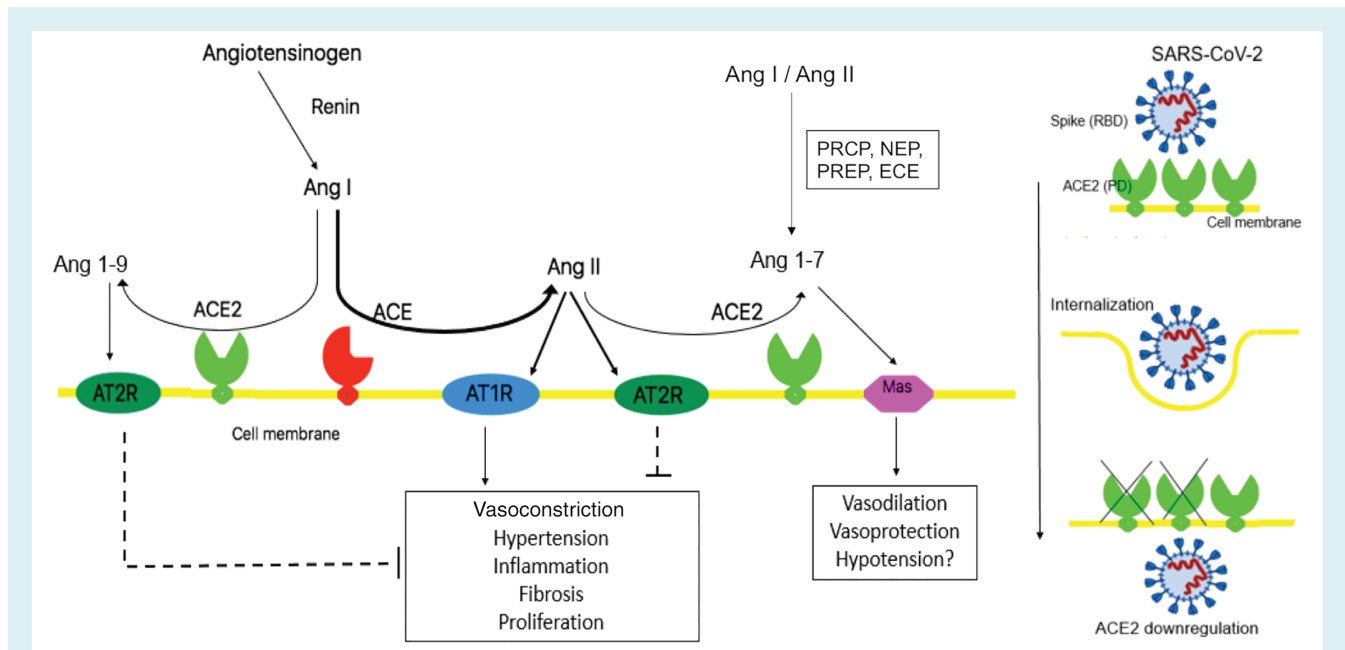 Angiotensinogen
Renin
Ang I
Ang 1-9
ACE2
ACE
Ang II
ACE2
Ang I / Ang II
PRCP, NEP,
PREP, ECE
Ang 1-7
AT2R
AT1R
AT2R
Mas
Cell membrane
Vasoconstriction
Hypertension
Inflammation
Fibrosis
Proliferation
Vasodilation
Vasoprotection
Hypotension?
SARS-CoV-2
Spike (RBD)
ACE2 (PD)
Cell membrane
Internalization
ACE2 downregulation